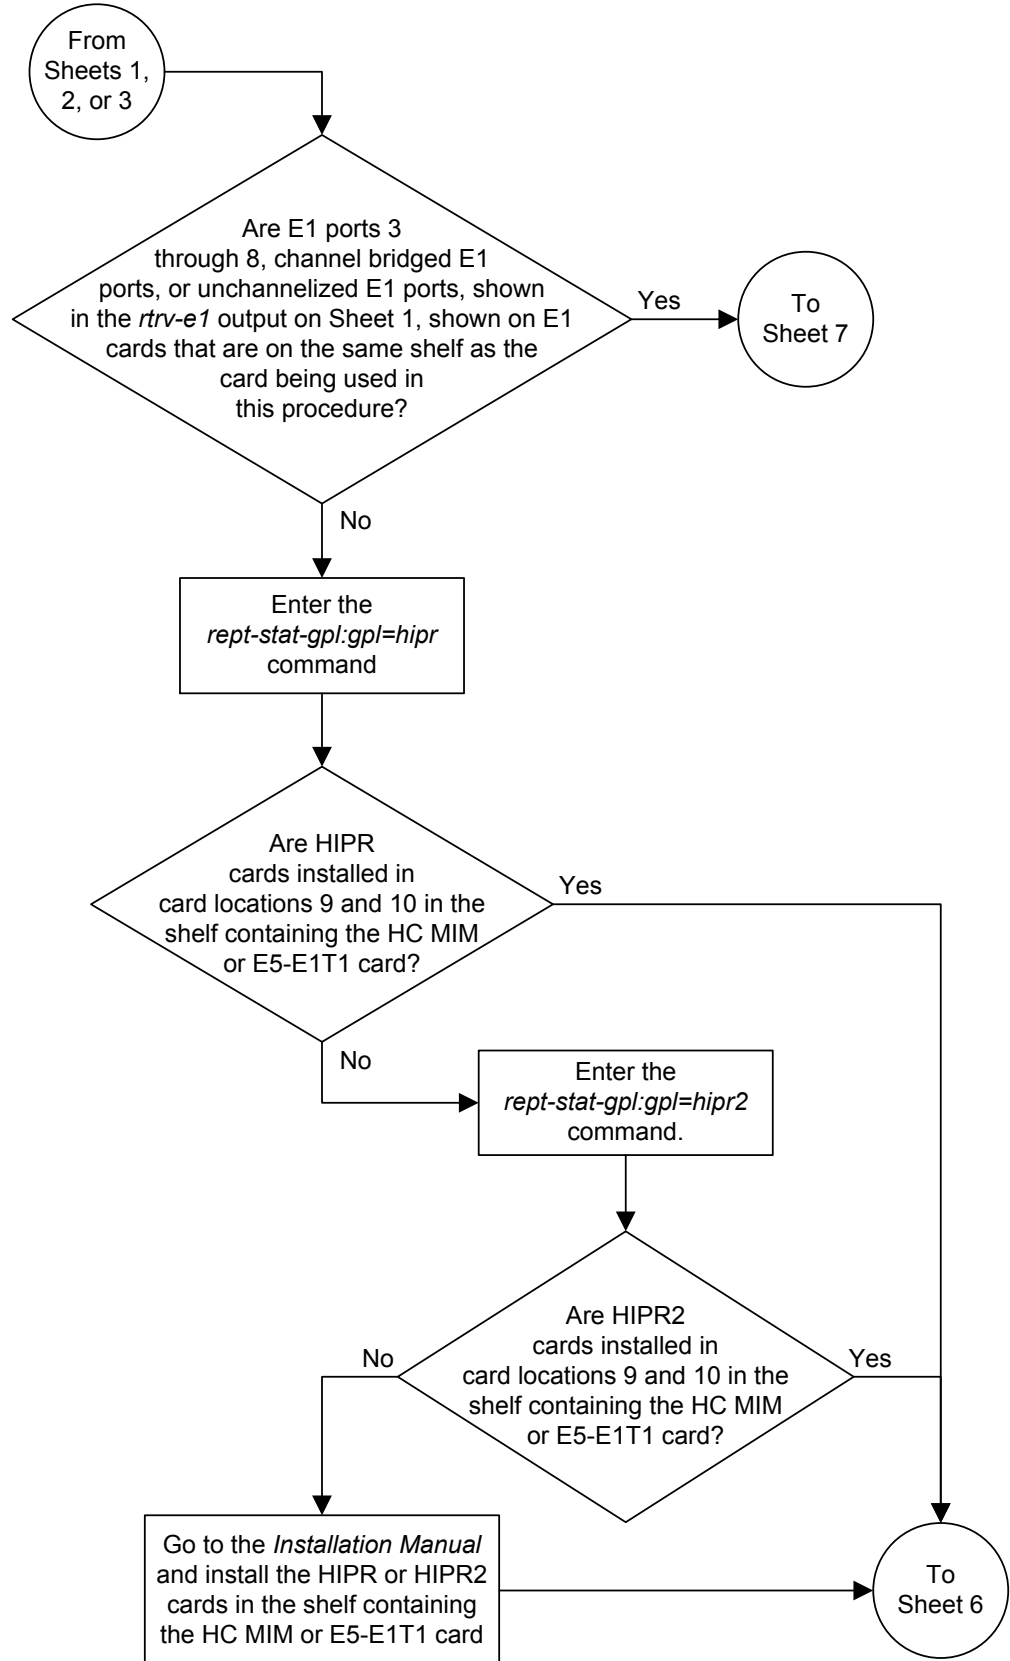 From
Sheets 1,
2, or 3
Are E1 ports 3
through 8, channel bridged E1
ports, or unchannelized E1 ports, shown
in the rtrv-e1 output on Sheet 1, shown on E1
cards that are on the same shelf as the
card being used in
this procedure?
Yes
To
Sheet 7
No
Enter the
rept-stat-gpl:gpl=hipr
command
Are HIPR
cards installed in
card locations 9 and 10 in the
shelf containing the HC MIM
or E5-E1T1 card?
Yes
No
Enter the
rept-stat-gpl:gpl=hipr2
command.
Are HIPR2
cards installed in
card locations 9 and 10 in the
shelf containing the HC MIM
or E5-E1T1 card?
No
Yes
Go to the Installation Manual
and install the HIPR or HIPR2
cards in the shelf containing
the HC MIM or E5-E1T1 card
To
Sheet 6